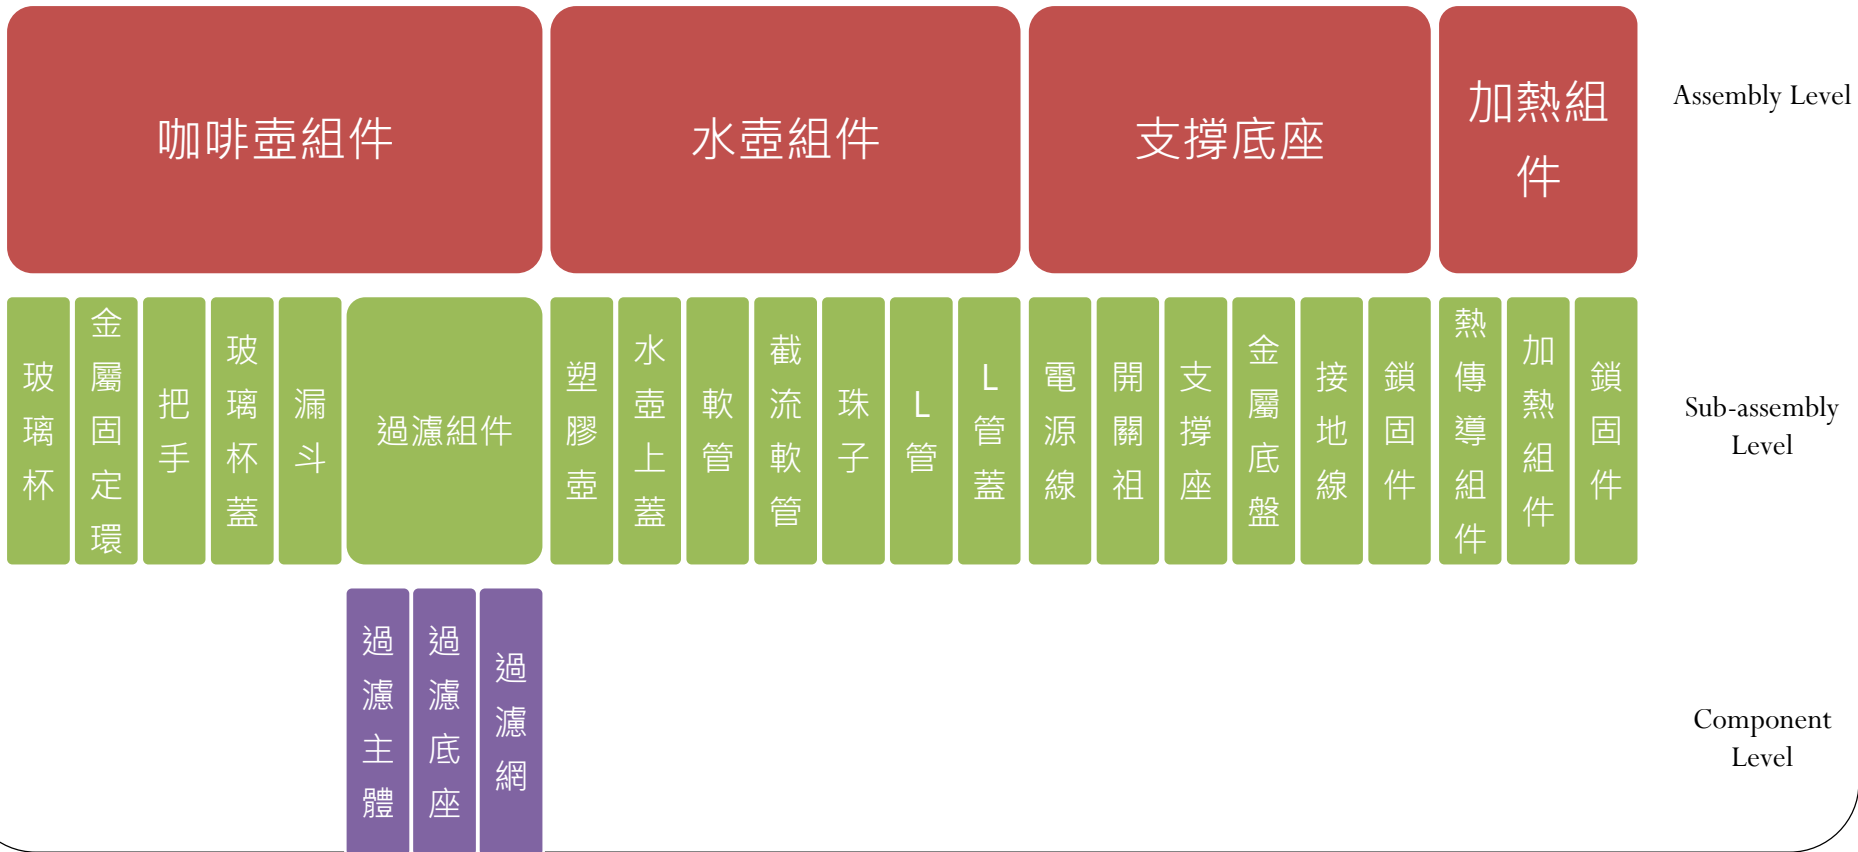 咖啡壺組件
水壺組件
支撐底座
加熱組
件
Assembly Level
玻璃杯
金屬固定環
把手
玻璃杯蓋
漏斗
過濾組件
塑膠壺
水壺上蓋
軟管
截流軟管
珠子
L管
L管蓋
電源線
開關祖
支撐座
金屬底盤
接地線
鎖固件
熱傳導組件
加熱組件
鎖固件
Sub-assembly
Level
過濾主體
過濾底座
過濾網
Component
Level